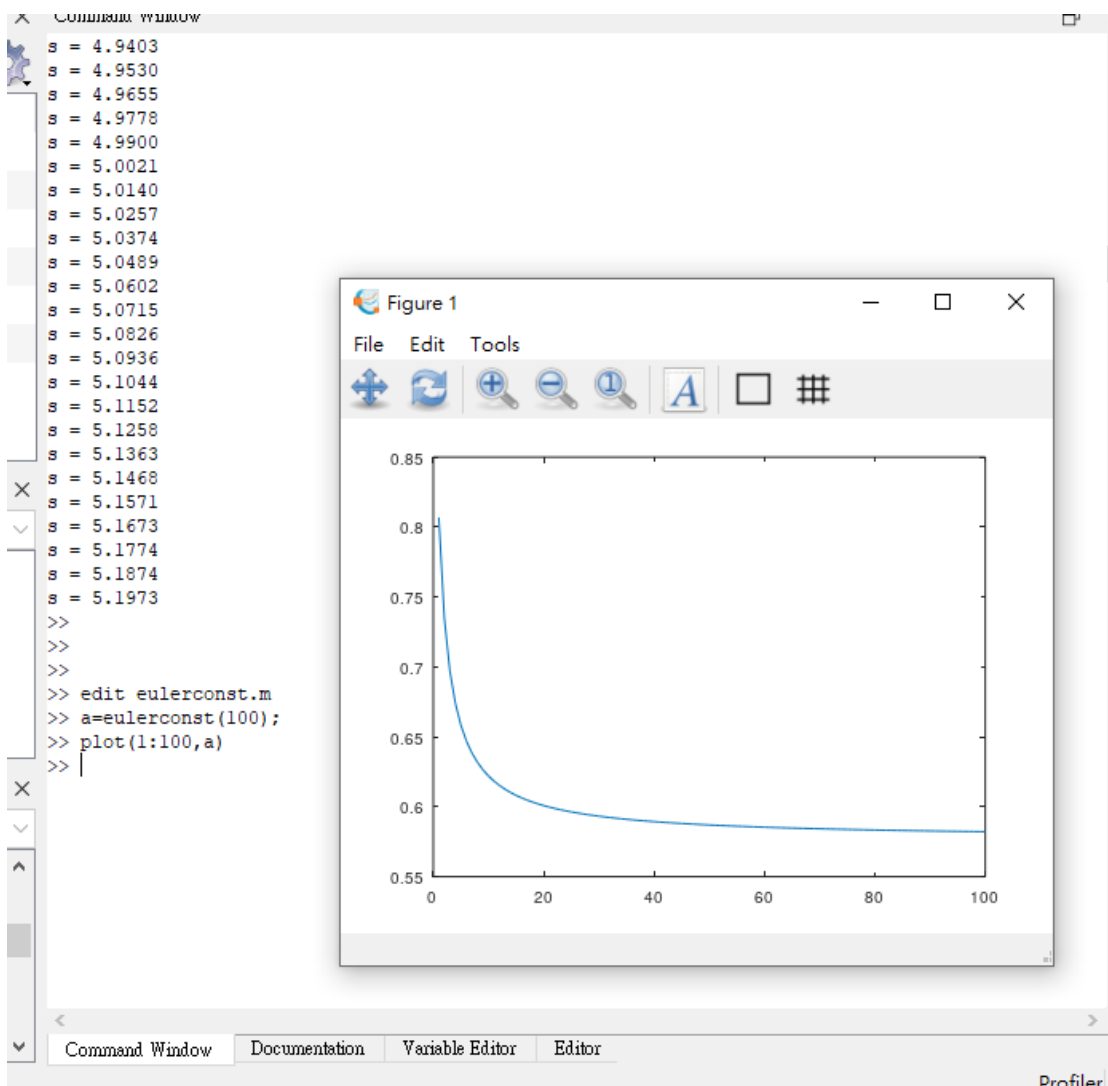 Command Window
s = 4.9403
s = 4.9530
s = 4.9655
s = 4.9778
s = 4.9900
s = 5.0021
s = 5.0140
s = 5.0257
s = 5.0374
s = 5.0489
s = 5.0602
s = 5.0715
s = 5.0826
s = 5.0936
s = 5.1044
s = 5.1152
s = 5.1258
s = 5.1363
s = 5.1468
s = 5.1571
s = 5.1673
s = 5.1774
s = 5.1874
s = 5.1973
>>
>>
>>
>> edit eulerconst.m
>> a=eulerconst(100);
>> plot(1:100,a)
>>
Figure 1
File Edit Tools
A
0.85
0.8
0.75
0.7
0.65
0.6
0.55
0 20 40 60 80 100
Command Window Documentation Variable Editor Editor
Profiler